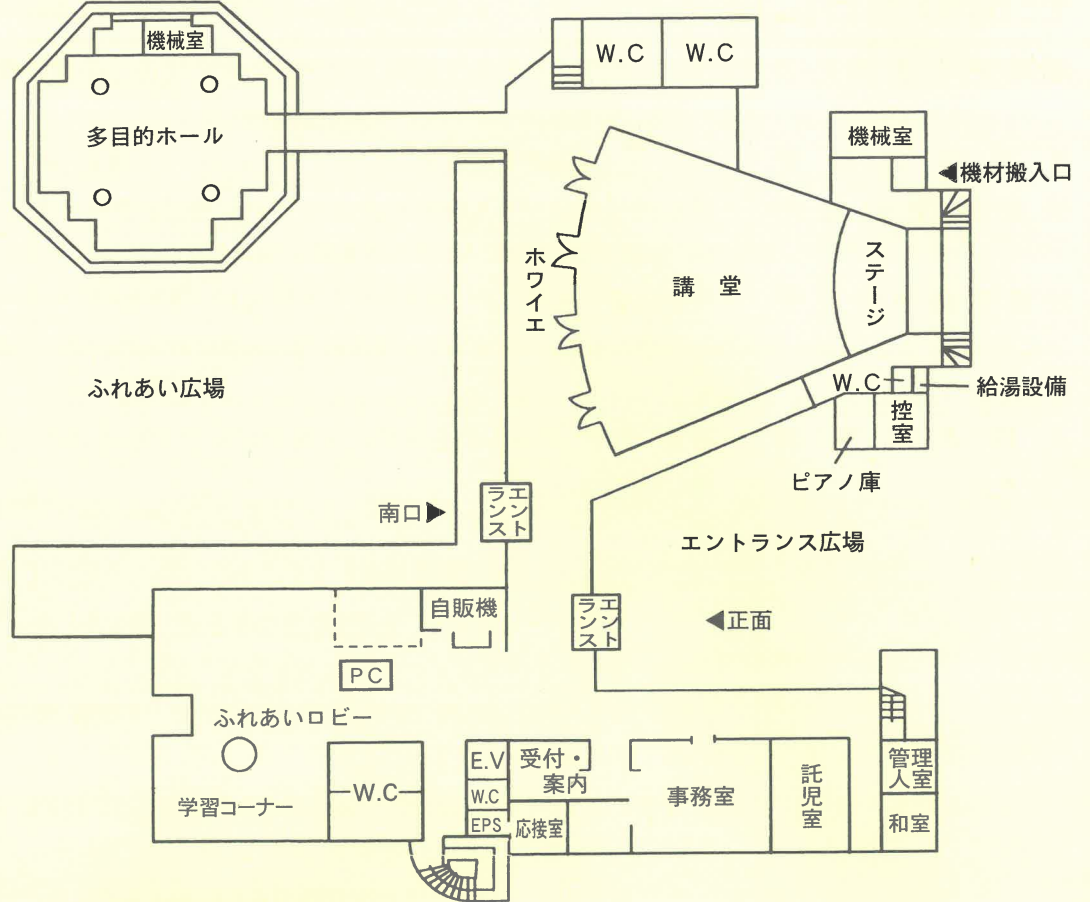 機械室
W.C
W.C
多目的ホール
機械室
◀機材搬入口
ホワイエ
講 堂
ステージ
ふれあい広場
W.C
給湯設備
控室
ピアノ庫
南口▶
エントランス
エントランス広場
自販機
エントランス
◀正面
PC
ふれあいロビー
E.V
受付・
案内
管理
人室
W.C
W.C
事務室
託児室
学習コーナー
EPS
応接室
和室